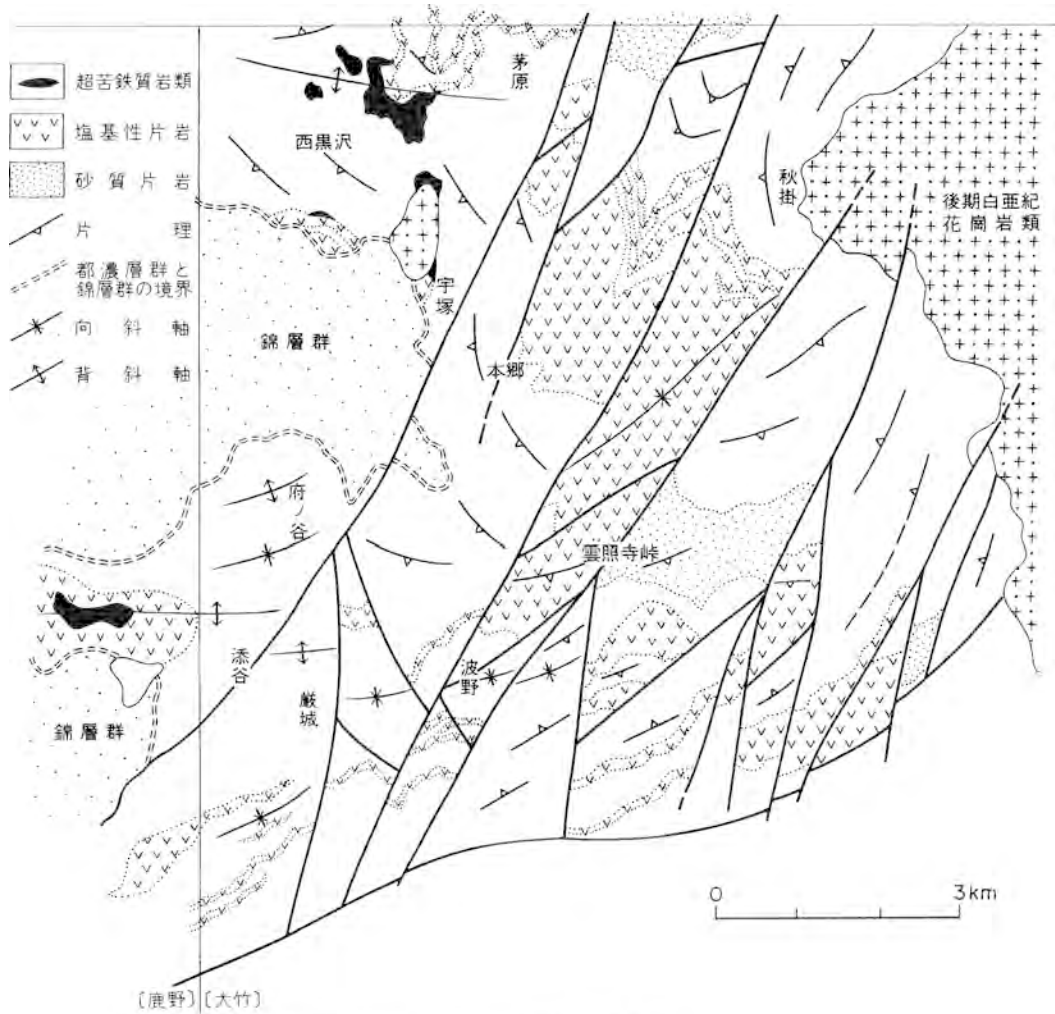 超苦鉄質岩類
塩基性片岩
砂質片岩
片理
都濃層群と
錦層群の境界
向斜軸
背斜軸
茅原
西黒沢
秋掛
後期白亜紀
花崗岩類
宇塚
錦層群
本郷
府ノ谷
雲照寺峠
添谷
厳城
波野
錦層群
0 3km
〔鹿野〕〔大竹〕